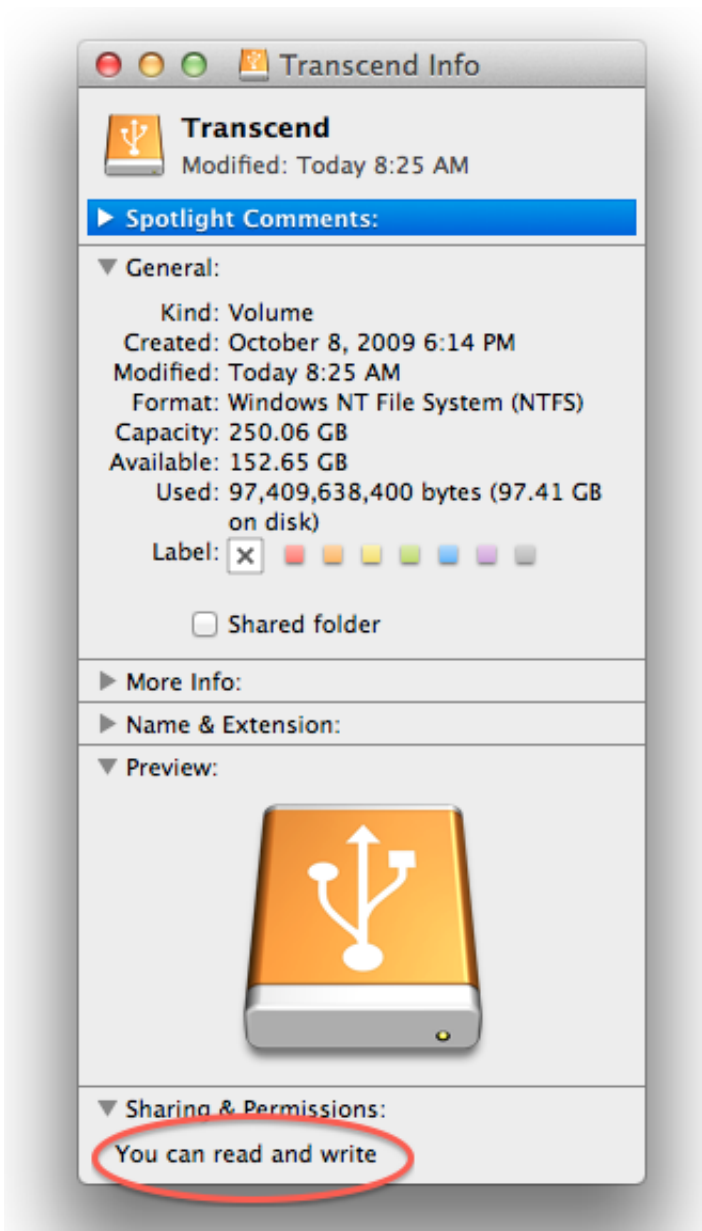 Transcend Info
Transcend
Modified: Today 8:25 AM
Spotlight Comments:
General:
Kind: Volume
Created: October 8, 2009 6:14 PM
Modified: Today 8:25 AM
Format: Windows NT File System (NTFS)
Capacity: 250.06 GB
Available: 152.65 GB
Used: 97,409,638,400 bytes (97.41 GB
on disk)
Label:
Shared folder
More Info:
Name & Extension:
Preview:
Sharing & Permissions:
You can read and write